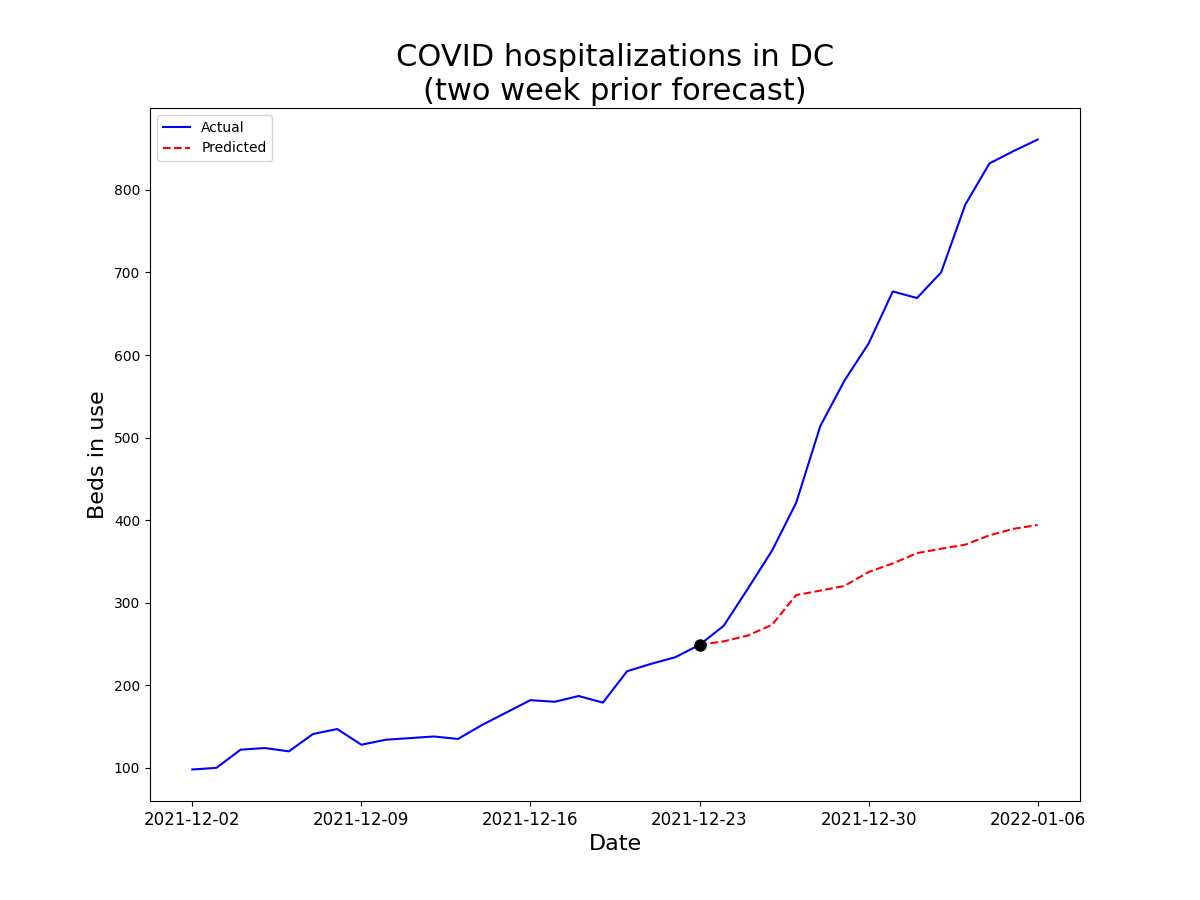 COVID hospitalizations in DC
(two week prior forecast)
Actual
Predicted
800
700
600
500
400
300
200
100
Beds in use
2021-12-02 2021-12-09 2021-12-16 2021-12-23 2021-12-30 2022-01-06
Date